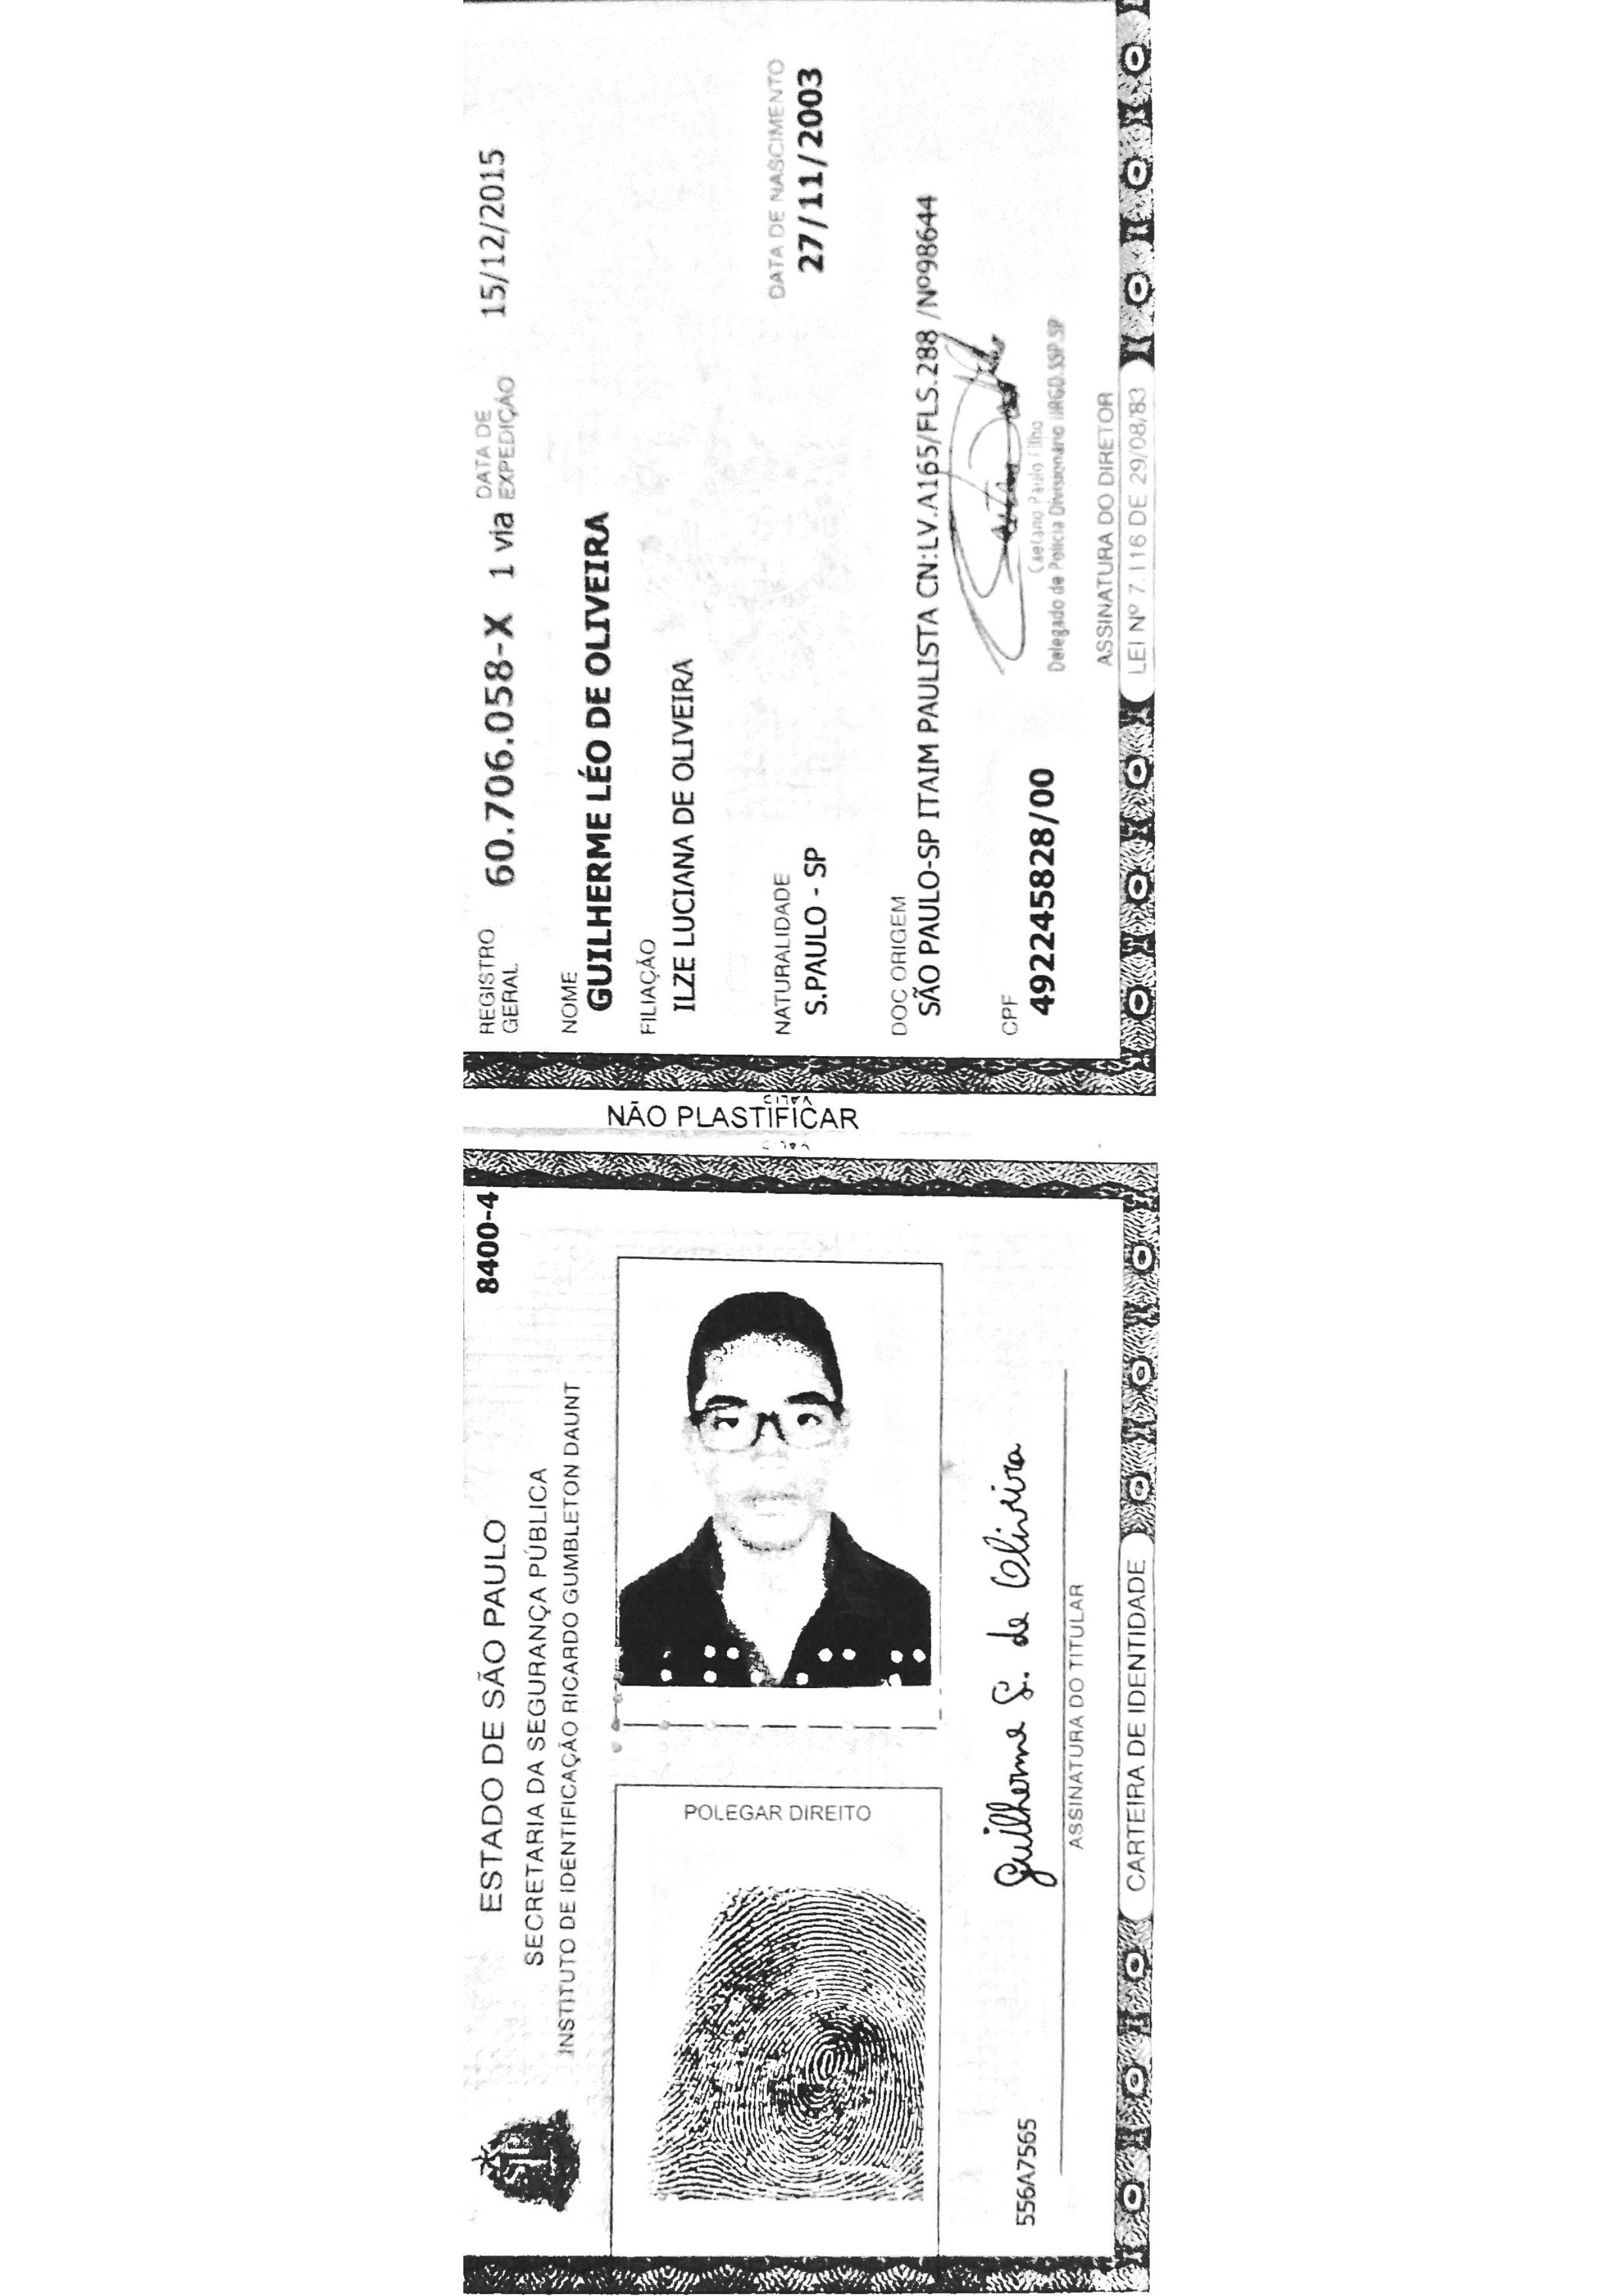 8400-4
ESTADO DE SÃO PAULO
SECRETARIA DA SEGURANÇA PÚBLICA
INSTITUTO DE IDENTIFICAÇÃO RICARDO GUMBLETON DAUNT
POLEGAR DIREITO
556A7565
Guilherme L. de Oliveira
ASSINATURA DO TITULAR
CARTEIRA DE IDENTIDADE
NÃO PLASTIFICAR
REGISTRO GERAL 60.706.058-X 1 via DATA DE EXPEDIÇÃO 15/12/2015
NOME
GUILHERME LÉO DE OLIVEIRA
FILIAÇÃO
ILZE LUCIANA DE OLIVEIRA
NATURALIDADE DATA DE NASCIMENTO
S.PAULO - SP 27/11/2003
DOC ORIGEM
SÃO PAULO-SP ITAIM PAULISTA CN:LV.A165/FLS.288 /Nº98644
CPF
492245828/00
Caetano Paulo Filho
Delegado de Polícia Divisionário IIRGD.SSP.SP
ASSINATURA DO DIRETOR
LEI Nº 7.116 DE 29/08/83